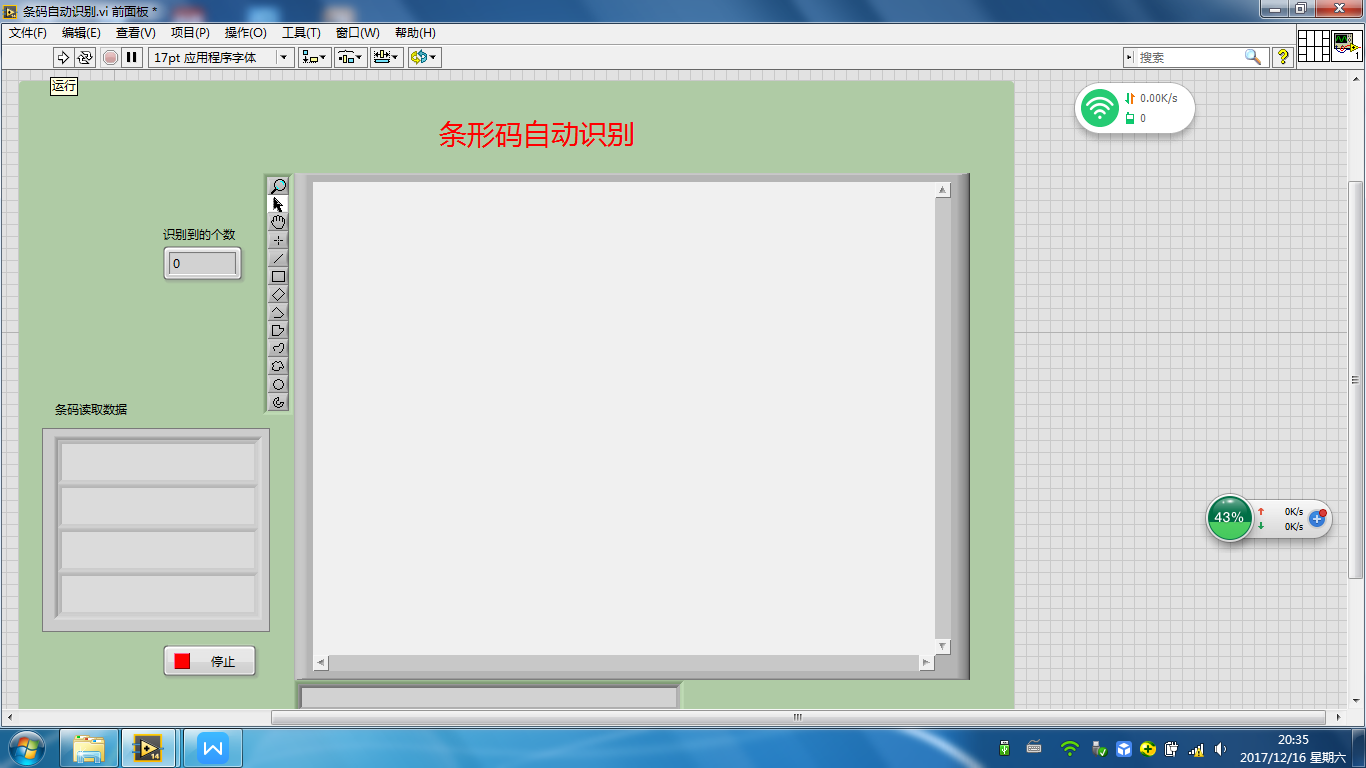 条码自动识别.vi 前面板 *
文件(F) 编辑(E) 查看(V) 项目(P) 操作(O) 工具(T) 窗口(W) 帮助(H)
17pt 应用程序字体
搜索
?
1
运行
条形码自动识别
0.00K/s
0
识别到的个数
0
条码读取数据
43%
0K/s
0K/s
停止
14
W
20:35
2017/12/16 星期六